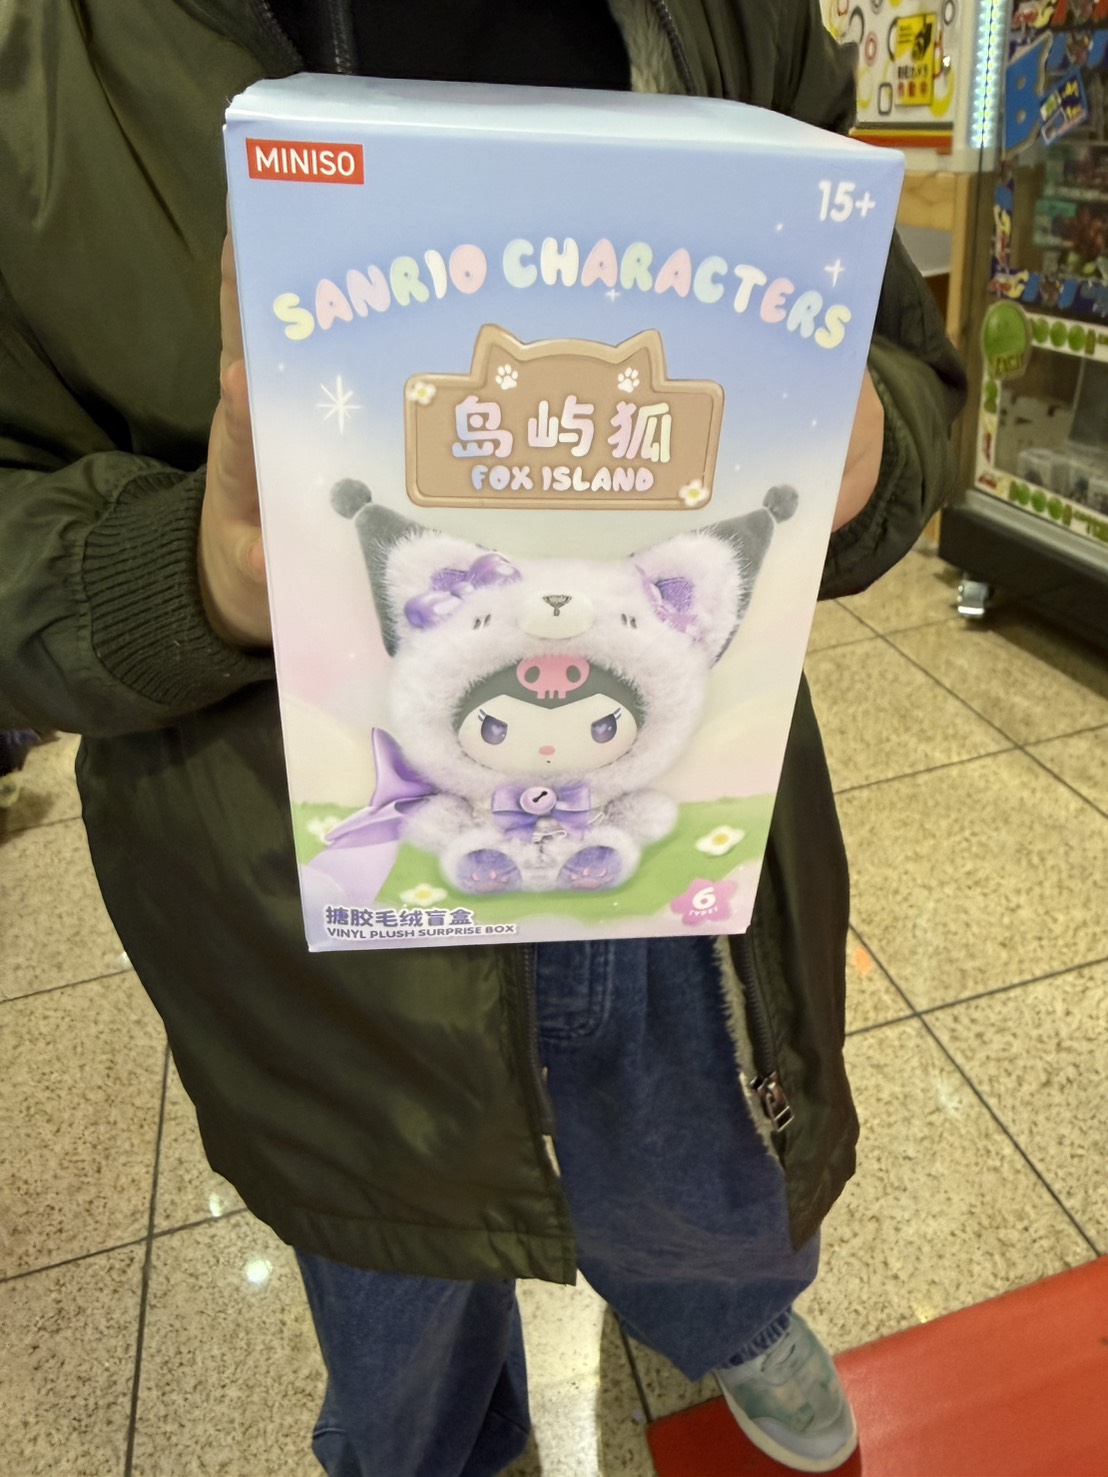 MINISO
15+
SANRIO CHARACTERS
岛屿狐
FOX ISLAND
搪胶毛绒盲盒
VINYL PLUSH SURPRISE BOX
6
TYPES